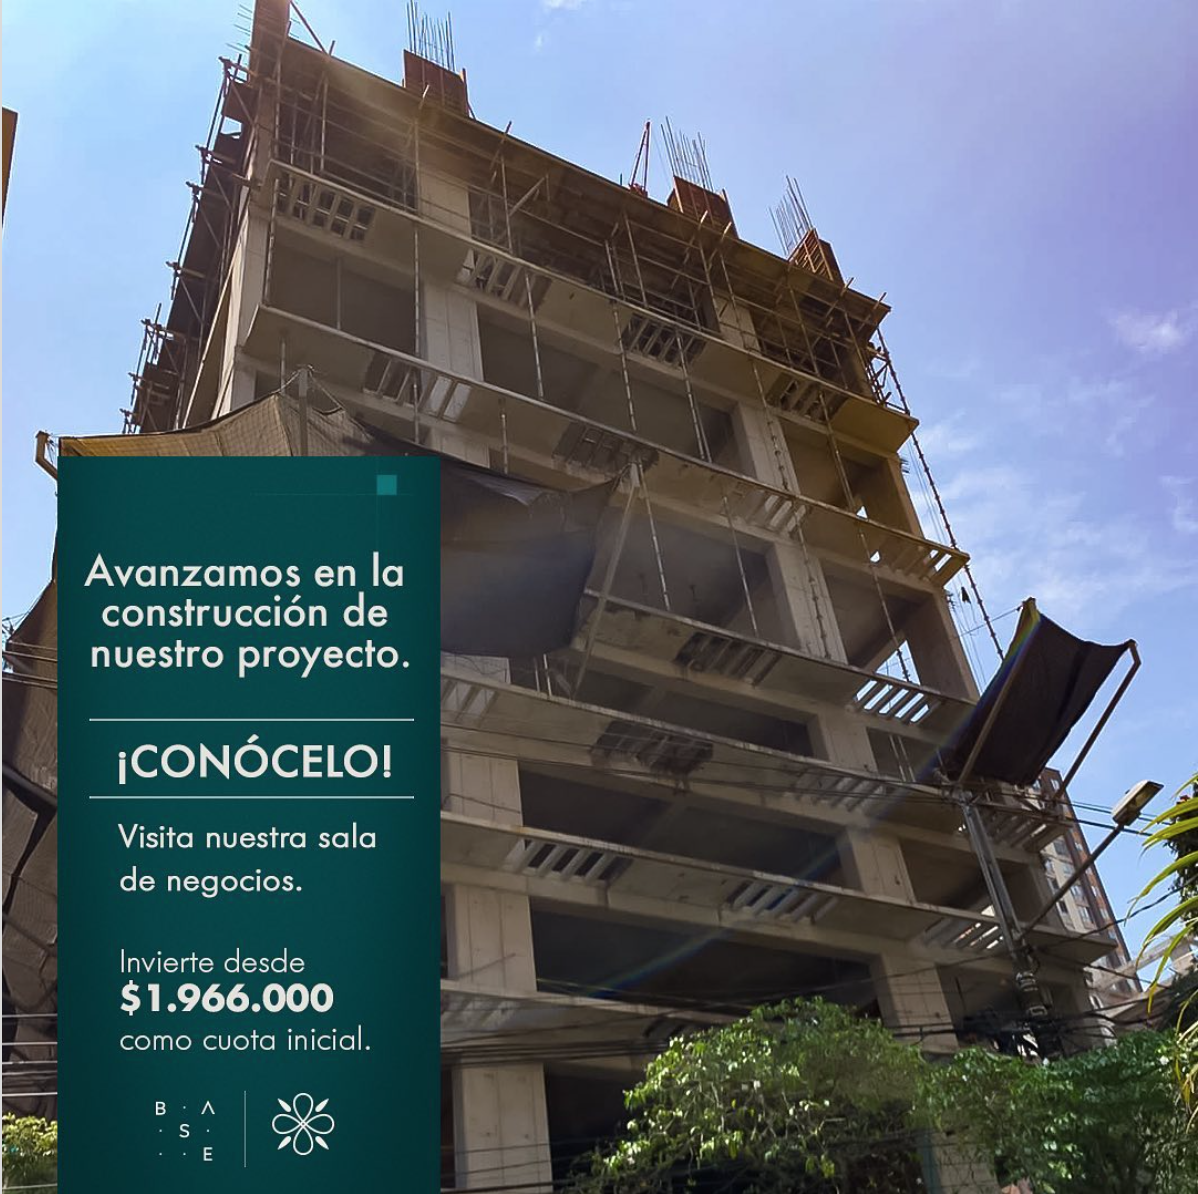 Avanzamos en la
construcción de
nuestro proyecto.
¡CONÓCELO!
Visita nuestra sala
de negocios.
Invierte desde
$1.966.000
como cuota inicial.
B · A
· S ·
· · E